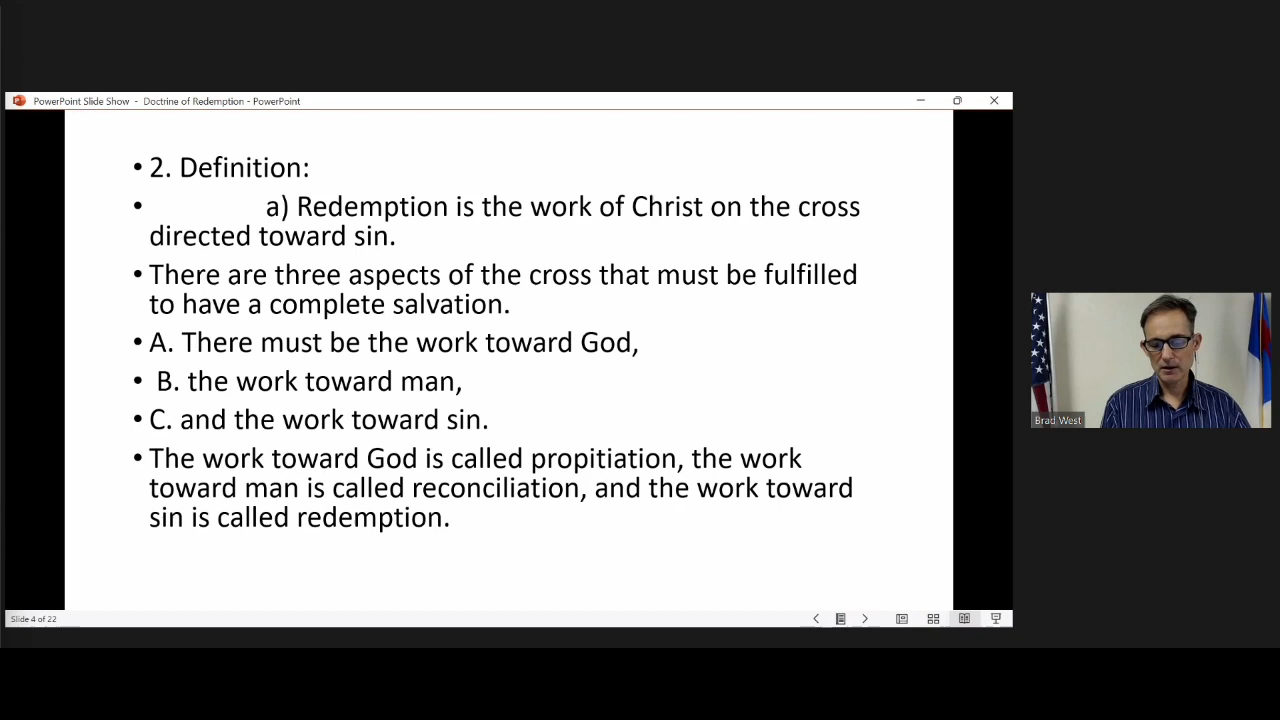 PowerPoint Slide Show - Doctrine of Redemption - PowerPoint
• 2. Definition:
• a) Redemption is the work of Christ on the cross
directed toward sin.
• There are three aspects of the cross that must be fulfilled
to have a complete salvation.
• A. There must be the work toward God,
• B. the work toward man,
• C. and the work toward sin.
• The work toward God is called propitiation, the work
toward man is called reconciliation, and the work toward
sin is called redemption.
Brad West
Slide 4 of 22